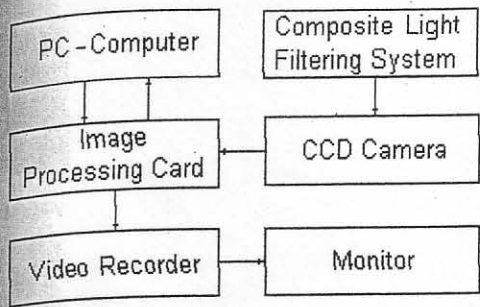 PC-Computer
Composite Light
Filtering System
Image
Processing Card
CCD Camera
Video Recorder
Monitor